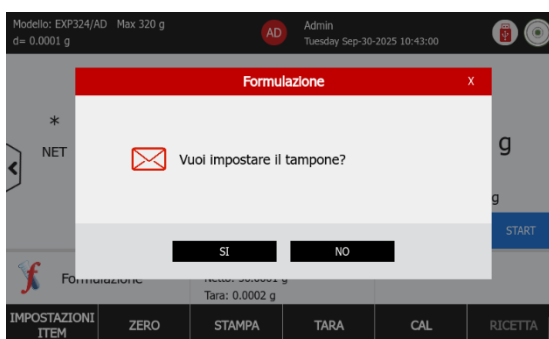 Modello: EXP324/AD Max 320 g
d= 0.0001 g
AD
Admin
Tuesday Sep-30-2025 10:43:00
Formulazione X
*
NET
g
Vuoi impostare il tampone?
g
START
SI NO
Formulazione
Tara: 0.0002 g
IMPOSTAZIONI
ITEM
ZERO STAMPA TARA CAL RICETTA